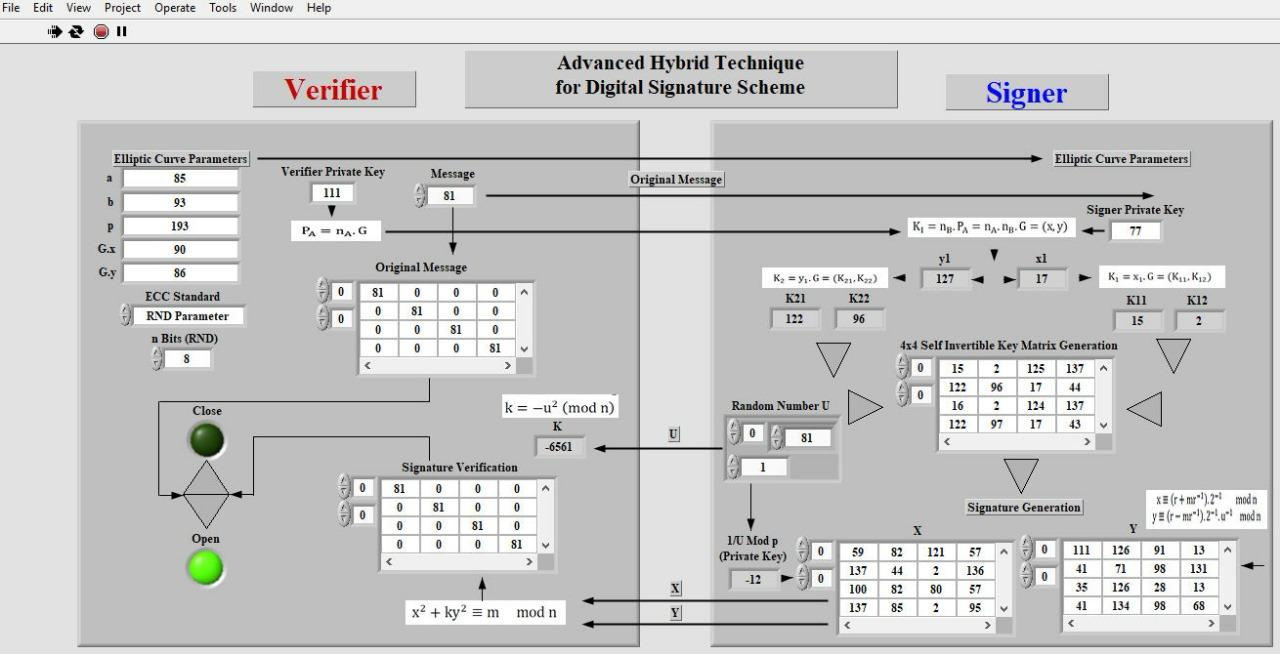 File Edit View Project Operate Tools Window Help
Advanced Hybrid Technique
for Digital Signature Scheme
Verifier
Signer
Elliptic Curve Parameters
a 85
b 93
p 193
G.x 90
G.y 86
ECC Standard
RND Parameter
n Bits (RND)
8
Verifier Private Key
111
P_A = n_A. G
Message
81
Original Message
0
0
81 0 0 0
0 81 0 0
0 0 81 0
0 0 0 81
Close
Open
k = −u² (mod n)
K
-6561
Signature Verification
0
0
81 0 0 0
0 81 0 0
0 0 81 0
0 0 0 81
x² + ky² ≡ m mod n
Original Message
U
X
Y
Elliptic Curve Parameters
Signer Private Key
77
K₁ = n_B. P_A = n_A. n_B. G = (x, y)
y1
127
x1
17
K₂ = y₁. G = (K₂₁, K₂₂)
K21 K22
122 96
K₁ = x₁. G = (K₁₁, K₁₂)
K11 K12
15 2
4x4 Self Invertible Key Matrix Generation
0
0
15 2 125 137
122 96 17 44
16 2 124 137
122 97 17 43
Random Number U
0 81
1
1/U Mod p
(Private Key)
-12
Signature Generation
x ≡ (r + mr⁻¹). 2⁻¹ mod n
y ≡ (r − mr⁻¹). 2⁻¹. u⁻¹ mod n
X
0
0
59 82 121 57
137 44 2 136
100 82 80 57
137 85 2 95
Y
0
0
111 126 91 13
41 71 98 131
35 126 28 13
41 134 98 68